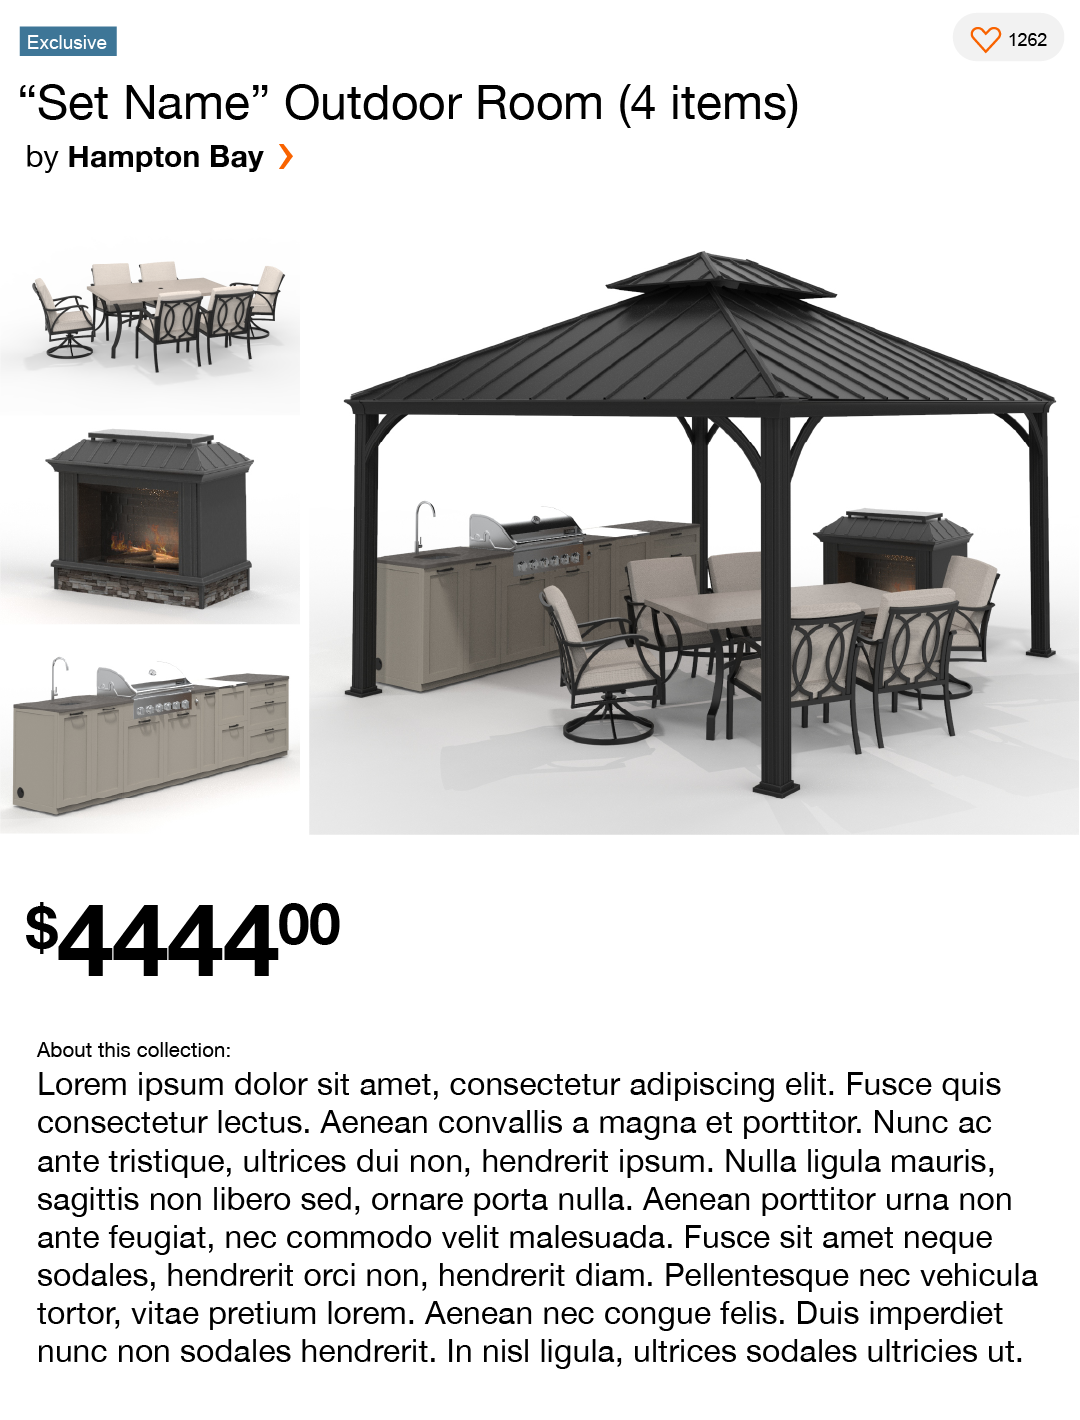 Exclusive
1262
“Set Name” Outdoor Room (4 items)
by Hampton Bay
$444400
About this collection:
Lorem ipsum dolor sit amet, consectetur adipiscing elit. Fusce quis
consectetur lectus. Aenean convallis a magna et porttitor. Nunc ac
ante tristique, ultrices dui non, hendrerit ipsum. Nulla ligula mauris,
sagittis non libero sed, ornare porta nulla. Aenean porttitor urna non
ante feugiat, nec commodo velit malesuada. Fusce sit amet neque
sodales, hendrerit orci non, hendrerit diam. Pellentesque nec vehicula
tortor, vitae pretium lorem. Aenean nec congue felis. Duis imperdiet
nunc non sodales hendrerit. In nisl ligula, ultrices sodales ultricies ut.